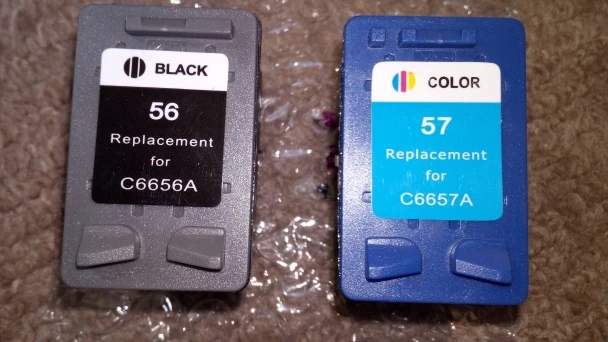 BLACK
56
Replacement
for
C6656A
COLOR
57
Replacement
for
C6657A